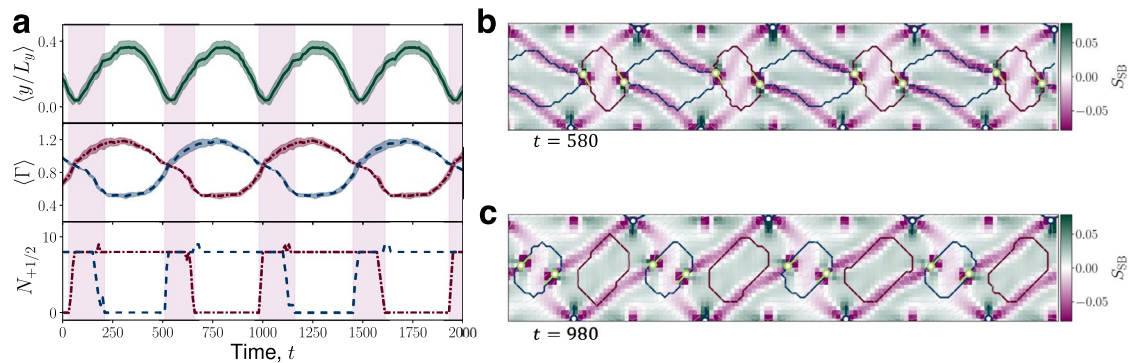 a
⟨y/L_y⟩
0.4
0.0
⟨Γ⟩
1.2
0.8
0.4
N_{+1/2}
10
0
0 250 500 750 1000 1250 1500 1750 2000
Time, t
b
0.05
0.00
−0.05
S_SB
t = 580
c
0.05
0.00
−0.05
S_SB
t = 980